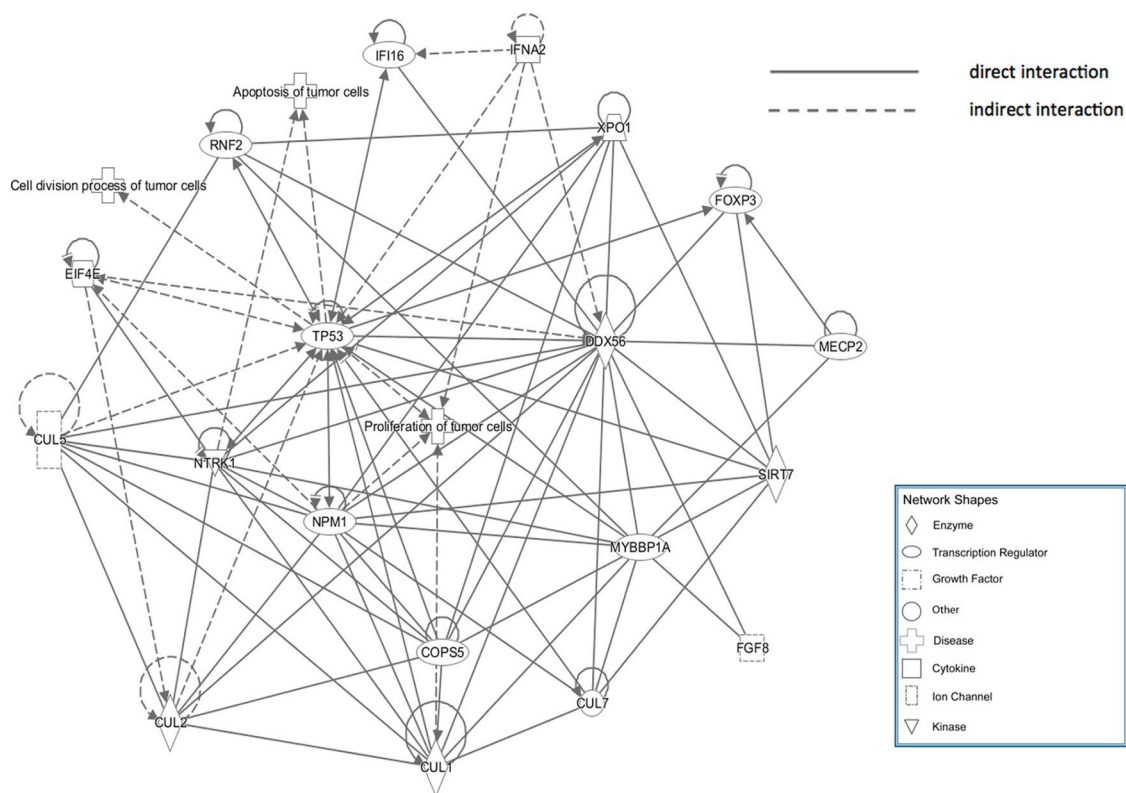 IFI16
IFNA2
direct interaction
indirect interaction
Apoptosis of tumor cells
XPO1
RNF2
Cell division process of tumor cells
FOXP3
EIF4E
TP53
DDX56
MECP2
Proliferation of tumor cells
CUL5
NTRK1
SIRT7
NPM1
MYBBP1A
FGF8
COPS5
CUL7
CUL2
CUL1
Network Shapes
Enzyme
Transcription Regulator
Growth Factor
Other
Disease
Cytokine
Ion Channel
Kinase